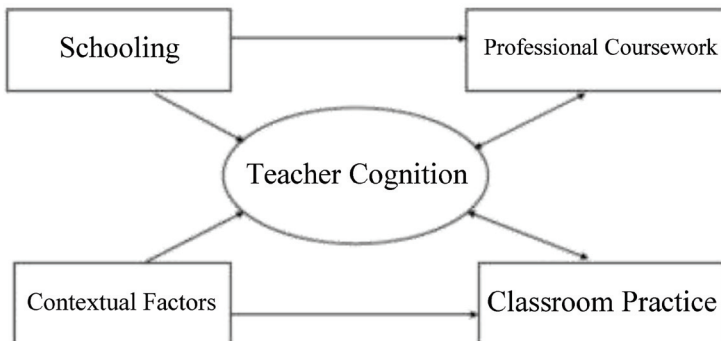 Schooling
Professional Coursework
Teacher Cognition
Contextual Factors
Classroom Practice